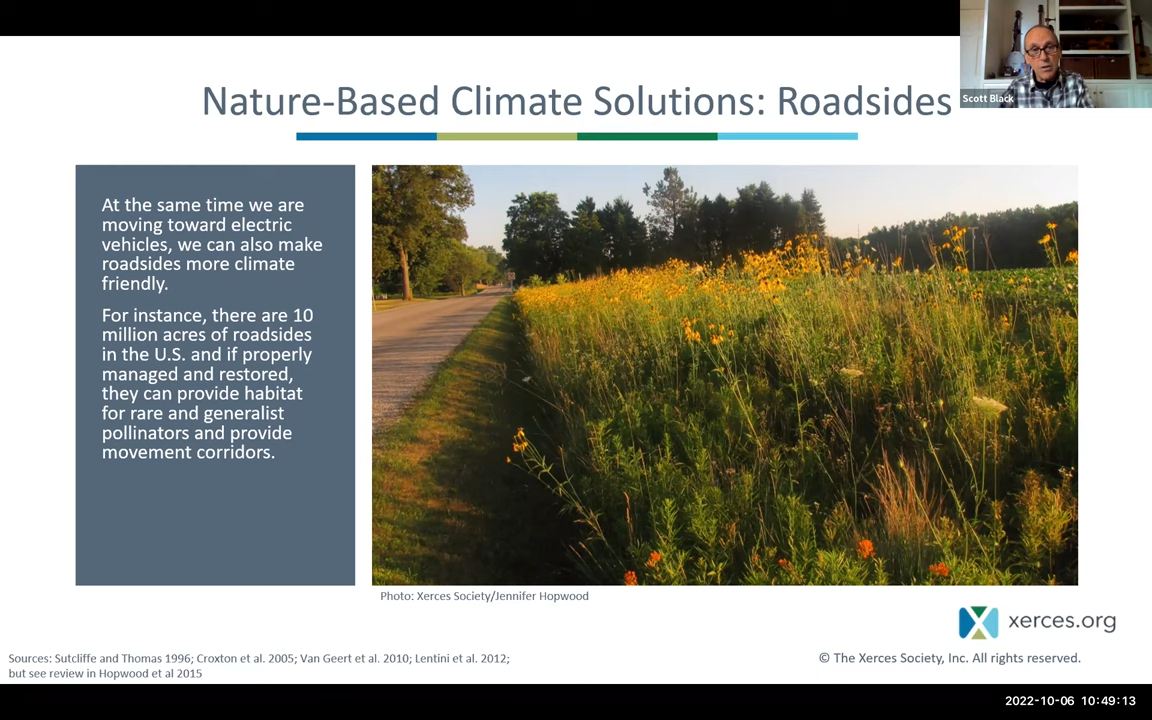 Nature-Based Climate Solutions: Roadsides
Scott Black
At the same time we are
moving toward electric
vehicles, we can also make
roadsides more climate
friendly.
For instance, there are 10
million acres of roadsides
in the U.S. and if properly
managed and restored,
they can provide habitat
for rare and generalist
pollinators and provide
movement corridors.
Photo: Xerces Society/Jennifer Hopwood
xerces.org
Sources: Sutcliffe and Thomas 1996; Croxton et al. 2005; Van Geert et al. 2010; Lentini et al. 2012;
but see review in Hopwood et al 2015
© The Xerces Society, Inc. All rights reserved.
2022-10-06 10:49:13